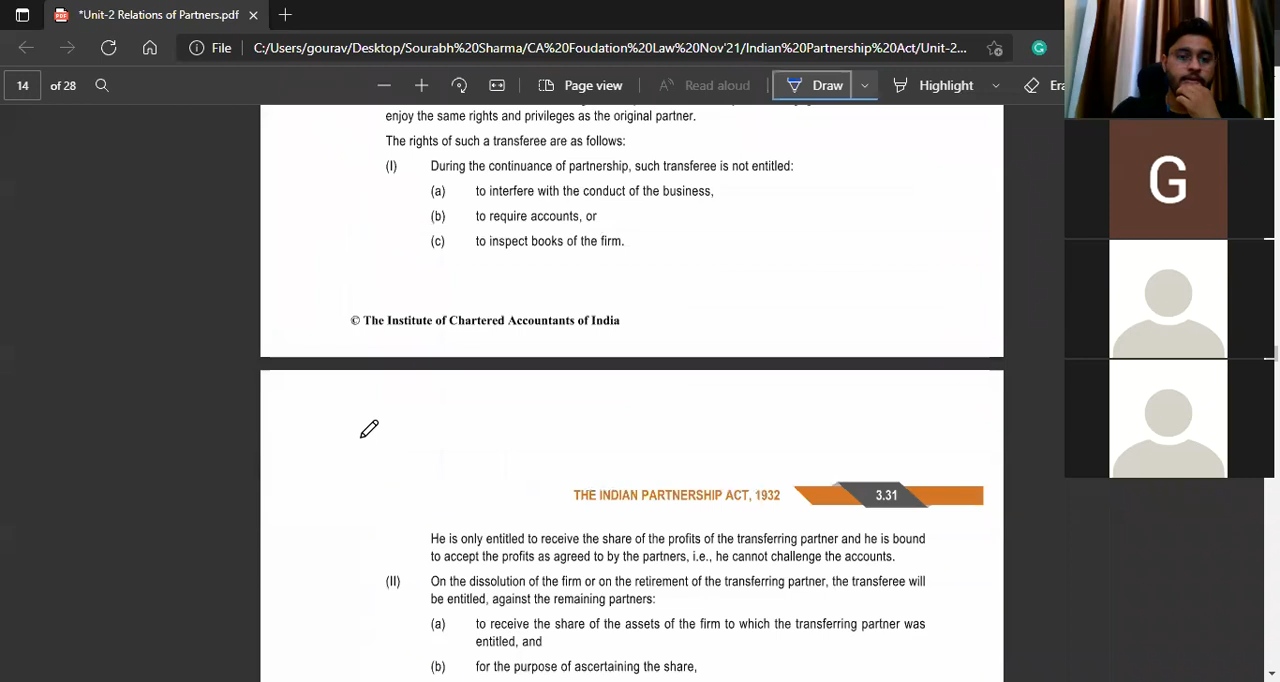 *Unit-2 Relations of Partners.pdf
File
C:/Users/gourav/Desktop/Sourabh%20Sharma/CA%20Foudation%20Law%20Nov'21/Indian%20Partnership%20Act/Unit-2...
14 of 28
Page view
Read aloud
Draw
Highlight
Era
enjoy the same rights and privileges as the original partner.
The rights of such a transferee are as follows:
(I) During the continuance of partnership, such transferee is not entitled:
(a) to interfere with the conduct of the business,
(b) to require accounts, or
(c) to inspect books of the firm.
© The Institute of Chartered Accountants of India
THE INDIAN PARTNERSHIP ACT, 1932 3.31
He is only entitled to receive the share of the profits of the transferring partner and he is bound
to accept the profits as agreed to by the partners, i.e., he cannot challenge the accounts.
(II) On the dissolution of the firm or on the retirement of the transferring partner, the transferee will
be entitled, against the remaining partners:
(a) to receive the share of the assets of the firm to which the transferring partner was
entitled, and
(b) for the purpose of ascertaining the share,
G